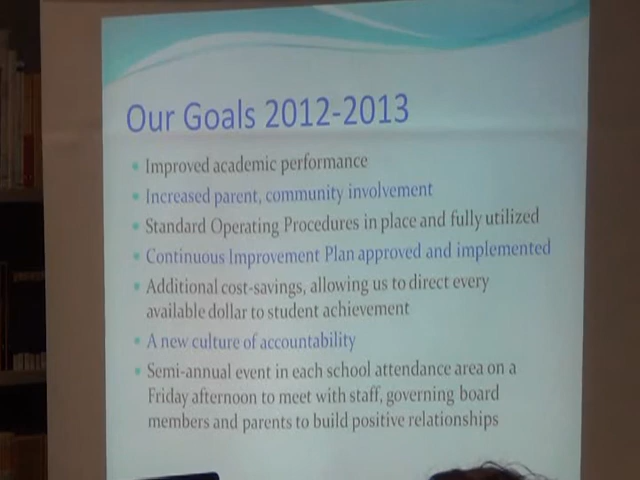 Our Goals 2012-2013
• Improved academic performance
• Increased parent, community involvement
• Standard Operating Procedures in place and fully utilized
• Continuous Improvement Plan approved and implemented
• Additional cost-savings, allowing us to direct every
available dollar to student achievement
• A new culture of accountability
• Semi-annual event in each school attendance area on a
Friday afternoon to meet with staff, governing board
members and parents to build positive relationships